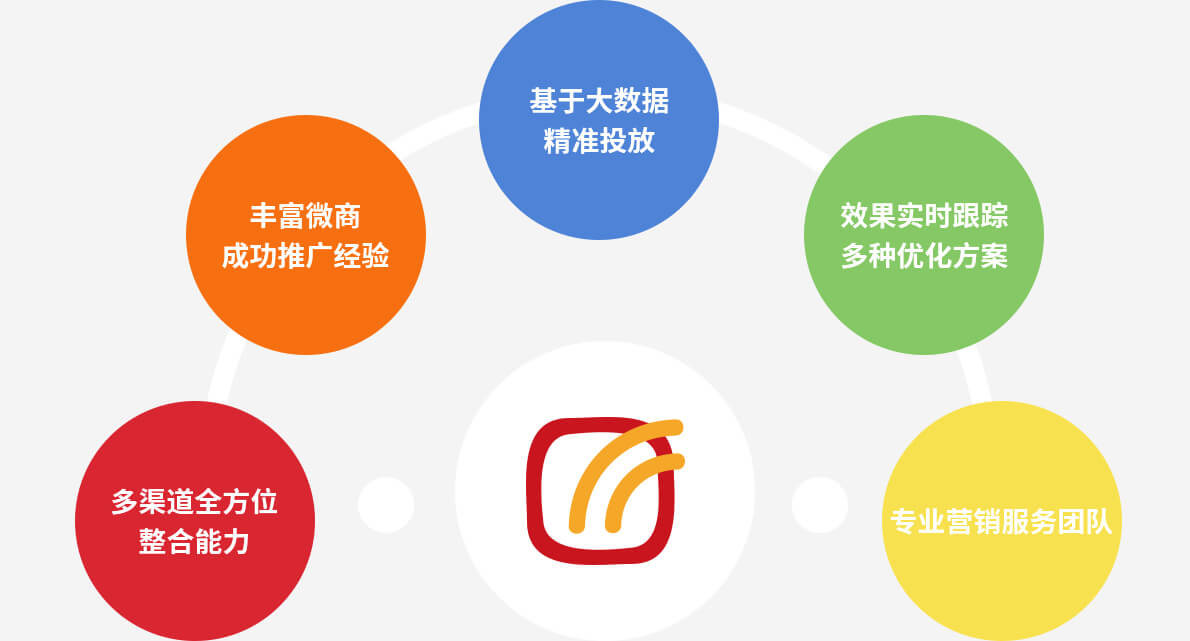 基于大数据
精准投放
丰富微商
成功推广经验
效果实时跟踪
多种优化方案
多渠道全方位
整合能力
专业营销服务团队